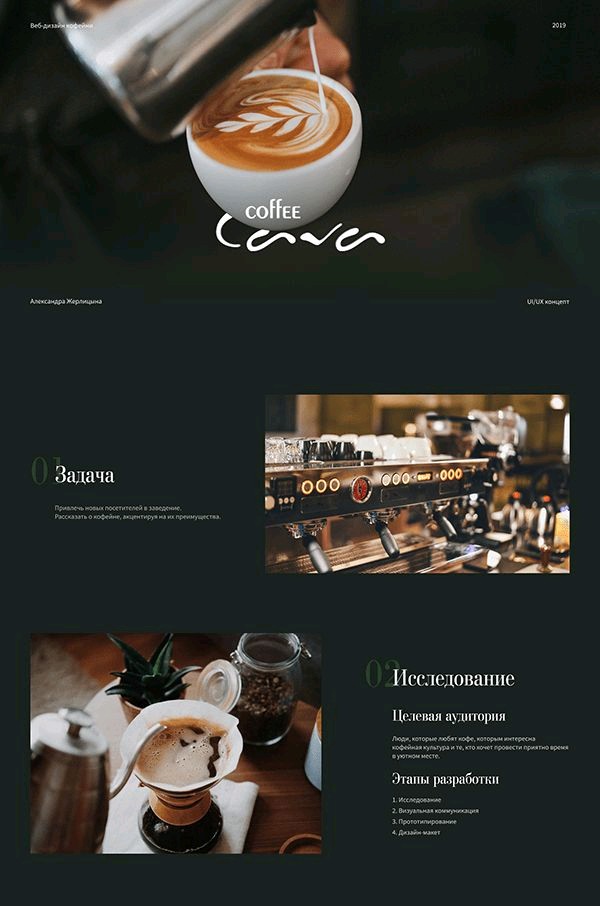 Веб-дизайн кофейни
2019
coffee
Cava
Александра Жерлицына
UI/UX концепт
01
Задача
Привлечь новых посетителей в заведение.
Рассказать о кофейне, акцентируя на их преимущества.
02
Исследование
Целевая аудитория
Люди, которые любят кофе, которым интересна
кофейная культура и те, кто хочет провести приятно время
в уютном месте.
Этапы разработки
1. Исследование
2. Визуальная коммуникация
3. Прототипирование
4. Дизайн-макет